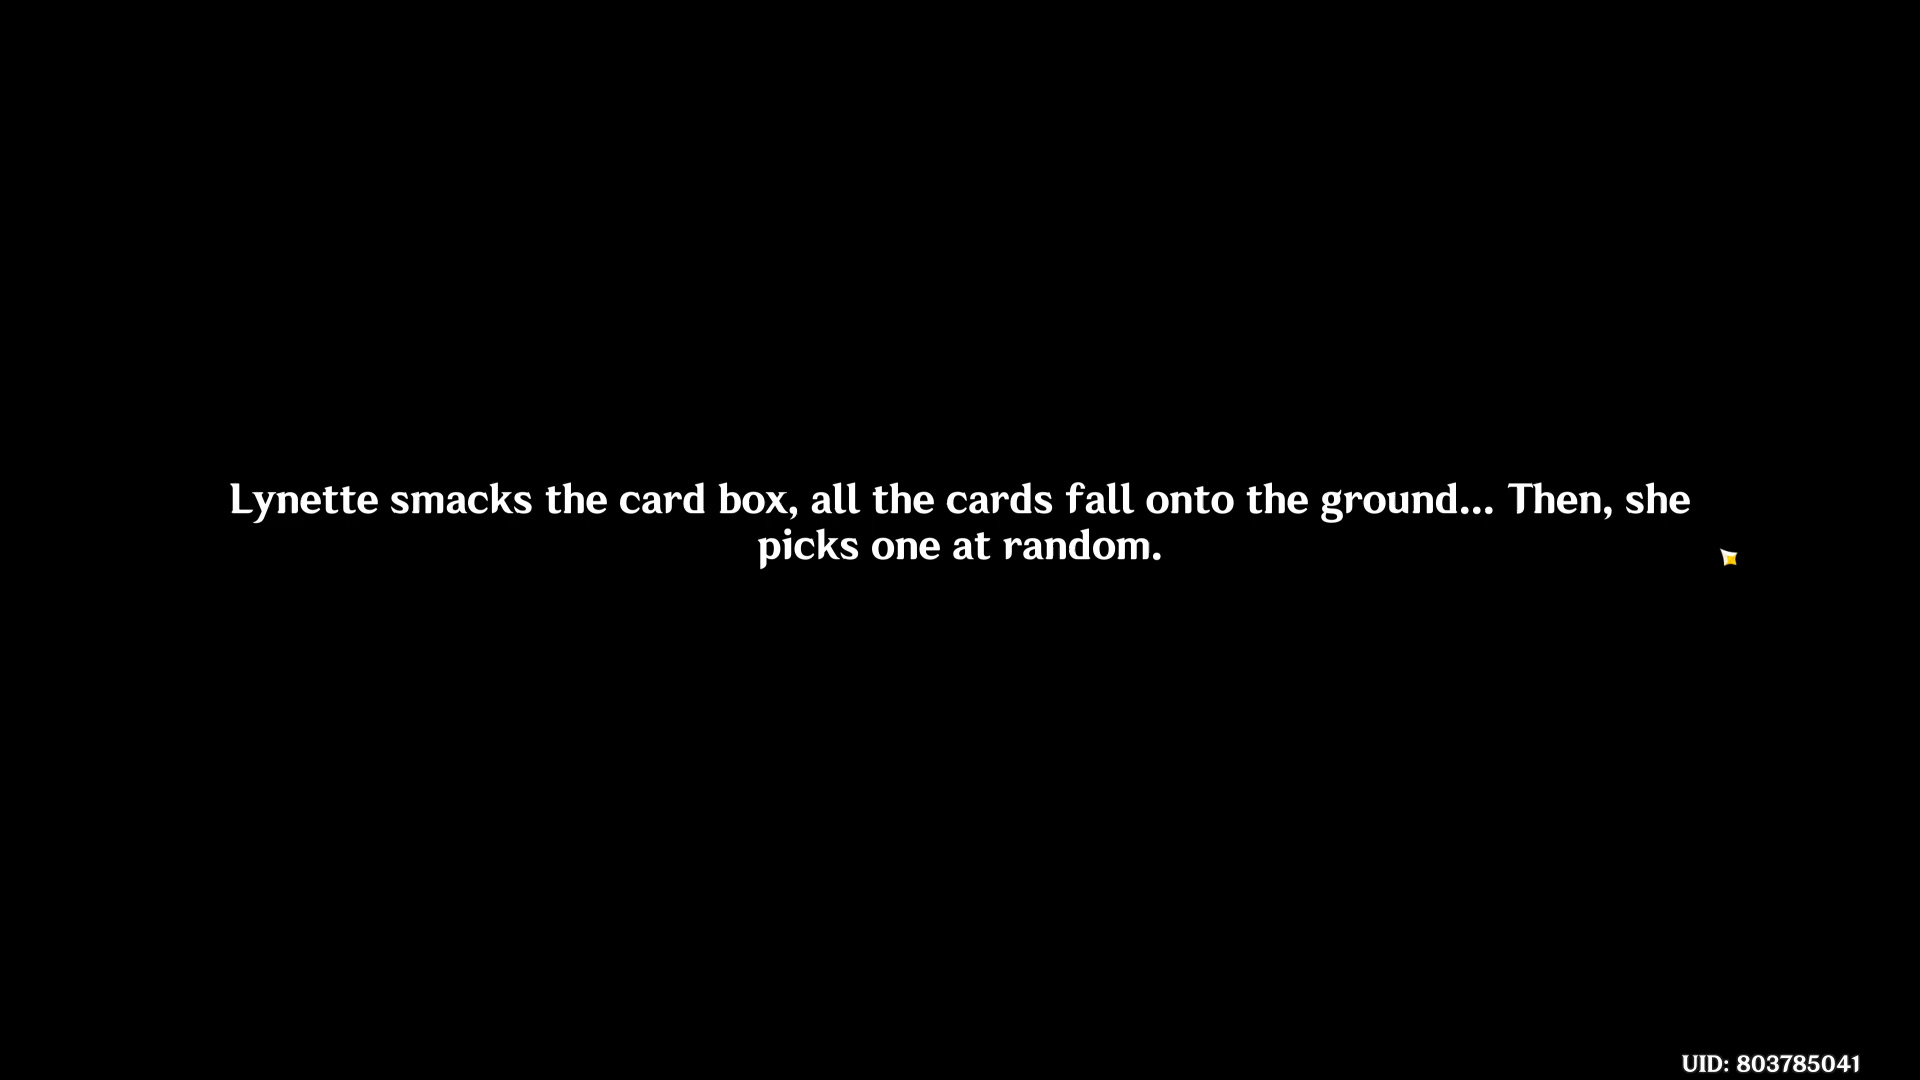 Lynette smacks the card box, all the cards fall onto the ground... Then, she
picks one at random.
UID: 803785041